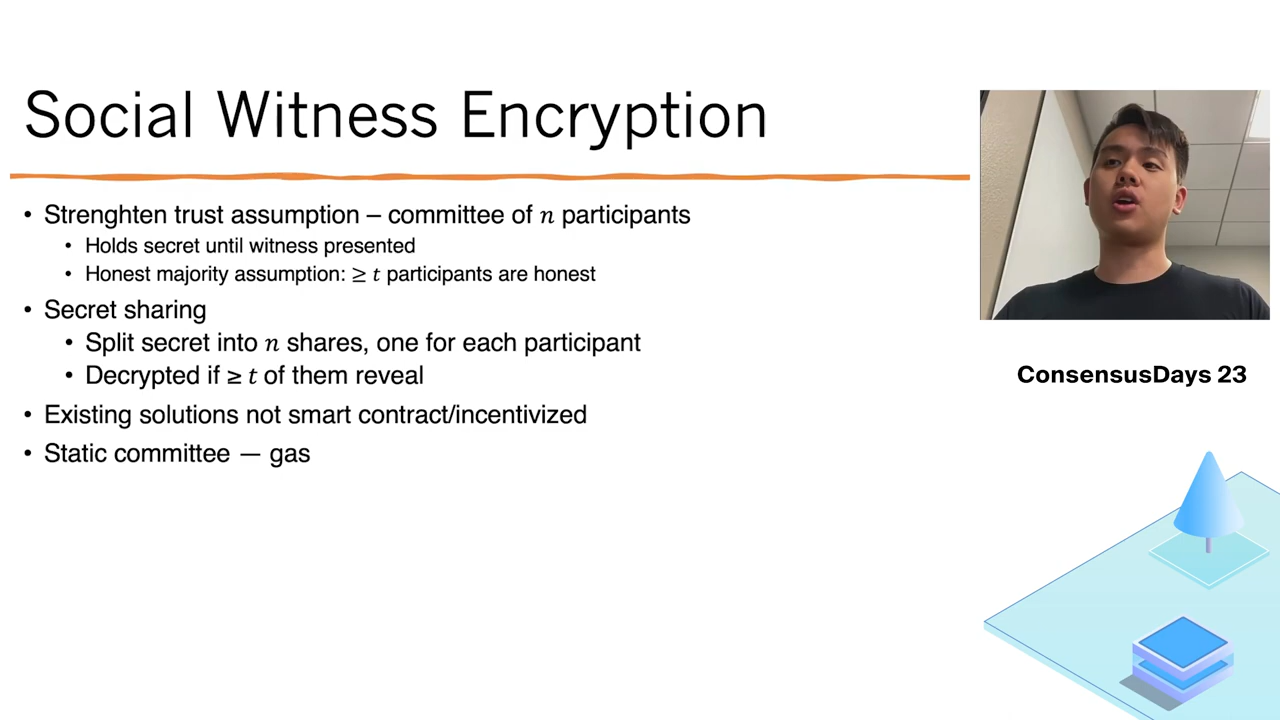 Social Witness Encryption
• Strenghten trust assumption – committee of n participants
• Holds secret until witness presented
• Honest majority assumption: ≥ t participants are honest
• Secret sharing
• Split secret into n shares, one for each participant
• Decrypted if ≥ t of them reveal
• Existing solutions not smart contract/incentivized
• Static committee — gas
ConsensusDays 23